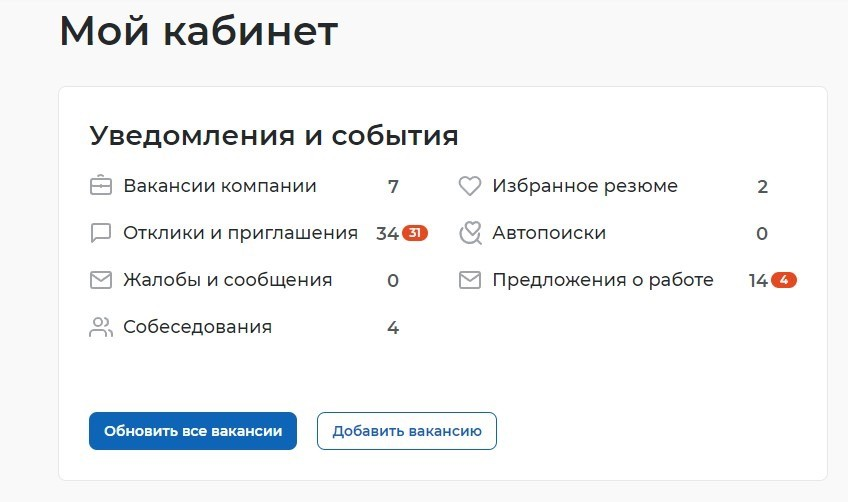 Мой кабинет
Уведомления и события
Вакансии компании 7
Избранное резюме 2
Отклики и приглашения 34 31
Автопоиски 0
Жалобы и сообщения 0
Предложения о работе 14 4
Собеседования 4
Обновить все вакансии
Добавить вакансию